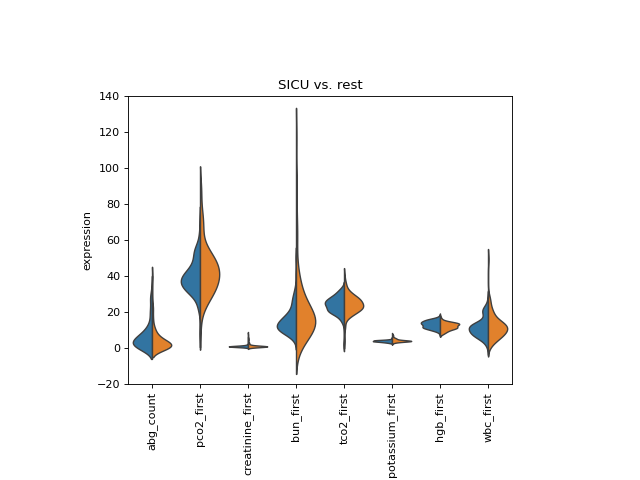 SICU vs. rest
140
120
100
80
60
40
20
0
−20
expression
abg_count
pco2_first
creatinine_first
bun_first
tco2_first
potassium_first
hgb_first
wbc_first